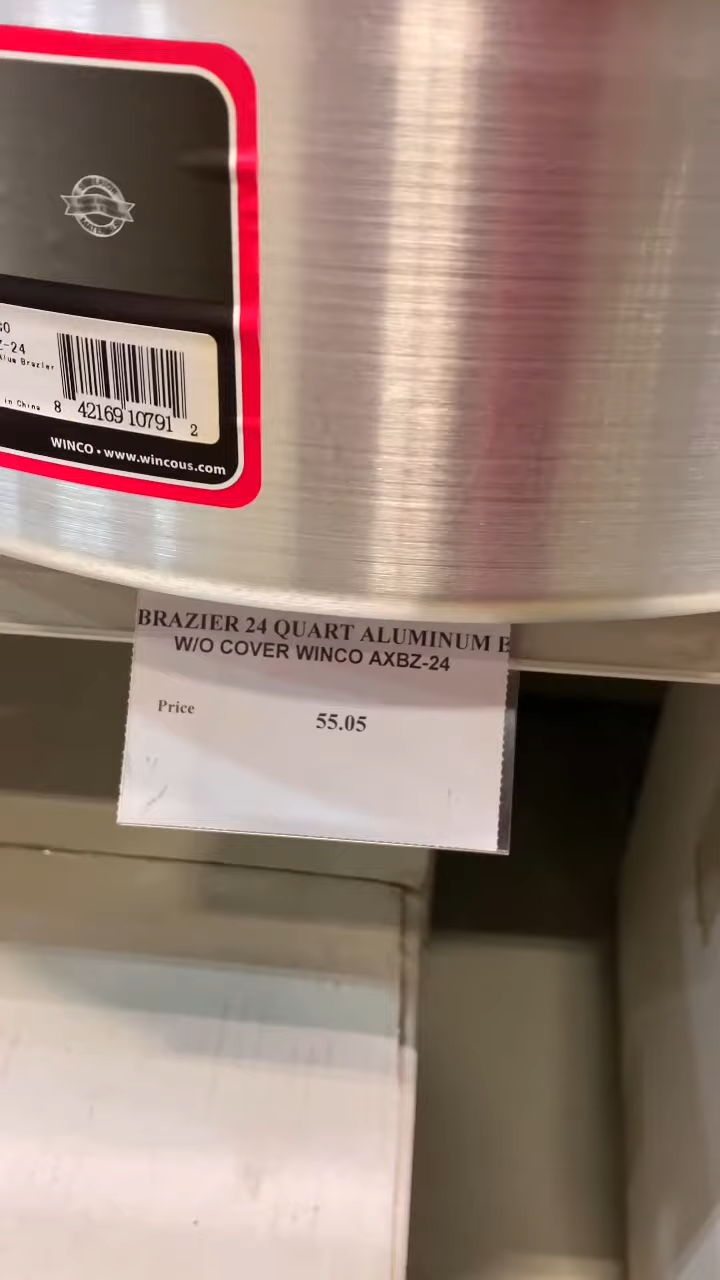 GO
Z-24
Alum Brazier
in China
8 42169 10791 2
WINCO • www.wincous.com
BRAZIER 24 QUART ALUMINUM B
W/O COVER WINCO AXBZ-24
Price
55.05